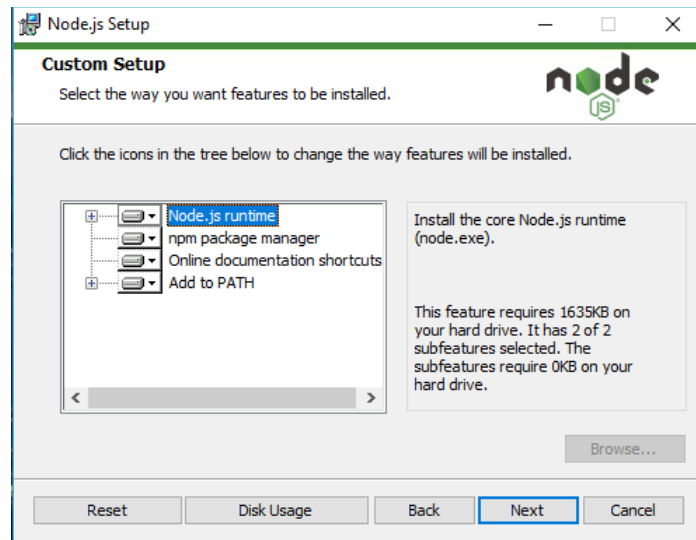 Node.js Setup
Custom Setup
Select the way you want features to be installed.
node
JS
Click the icons in the tree below to change the way features will be installed.
Node.js runtime
npm package manager
Online documentation shortcuts
Add to PATH
Install the core Node.js runtime
(node.exe).
This feature requires 1635KB on
your hard drive. It has 2 of 2
subfeatures selected. The
subfeatures require 0KB on your
hard drive.
Browse...
Reset
Disk Usage
Back
Next
Cancel